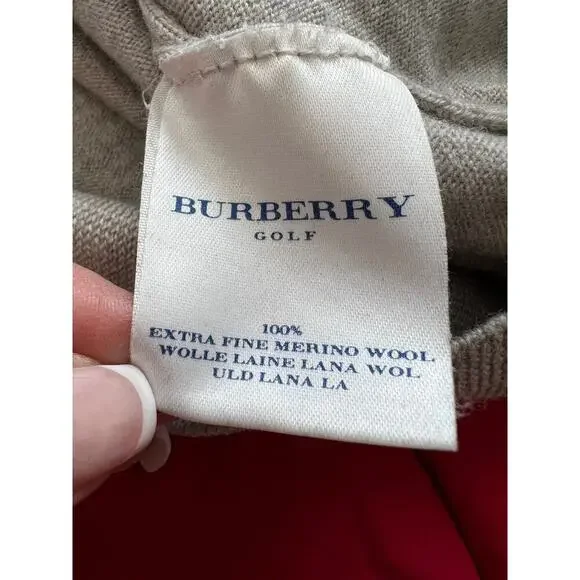 BURBERRY
GOLF
100%
EXTRA FINE MERINO WOOL
WOLLE LAINE LANA WOL
ULD LANA LA